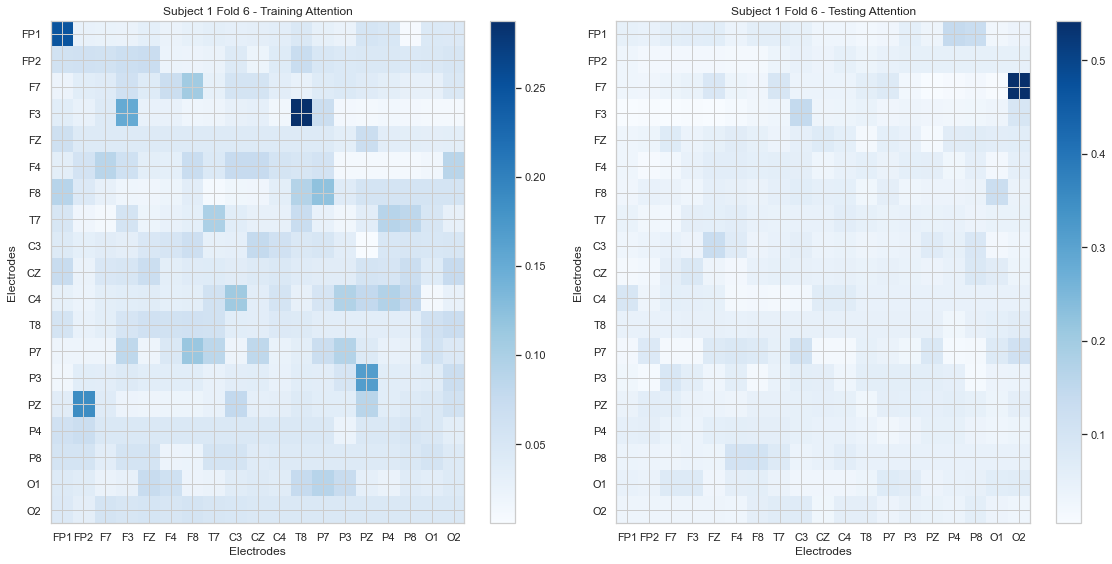 Subject 1 Fold 6 - Training Attention
FP1
FP2
F7
F3
FZ
F4
F8
T7
C3
CZ
C4
T8
P7
P3
PZ
P4
P8
O1
O2
Electrodes
FP1 FP2 F7 F3 FZ F4 F8 T7 C3 CZ C4 T8 P7 P3 PZ P4 P8 O1 O2
Electrodes
0.25
0.20
0.15
0.10
0.05
Subject 1 Fold 6 - Testing Attention
FP1
FP2
F7
F3
FZ
F4
F8
T7
C3
CZ
C4
T8
P7
P3
PZ
P4
P8
O1
O2
Electrodes
FP1 FP2 F7 F3 FZ F4 F8 T7 C3 CZ C4 T8 P7 P3 PZ P4 P8 O1 O2
Electrodes
0.5
0.4
0.3
0.2
0.1